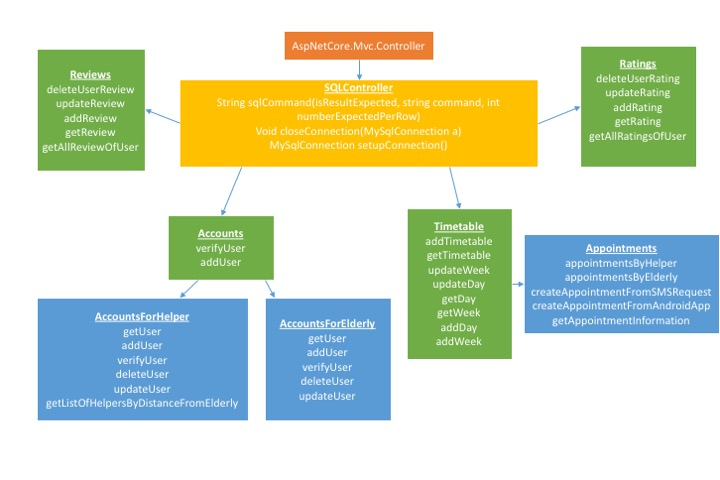 AspNetCore.Mvc.Controller
Reviews
deleteUserReview
updateReview
addReview
getReview
getAllReviewOfUser
SQLController
String sqlCommand(isResultExpected, string command, int
numberExpectedPerRow)
Void closeConnection(MySqlConnection a)
MySqlConnection setupConnection()
Ratings
deleteUserRating
updateRating
addRating
getRating
getAllRatingsOfUser
Accounts
verifyUser
addUser
Timetable
addTimetable
getTimetable
updateWeek
updateDay
getDay
getWeek
addDay
addWeek
Appointments
appointmentsByHelper
appointmentsByElderly
createAppointmentFromSMSRequest
createAppointmentFromAndroidApp
getAppointmentInformation
AccountsForHelper
getUser
addUser
verifyUser
deleteUser
updateUser
getListOfHelpersByDistanceFromElderly
AccountsForElderly
getUser
addUser
verifyUser
deleteUser
updateUser